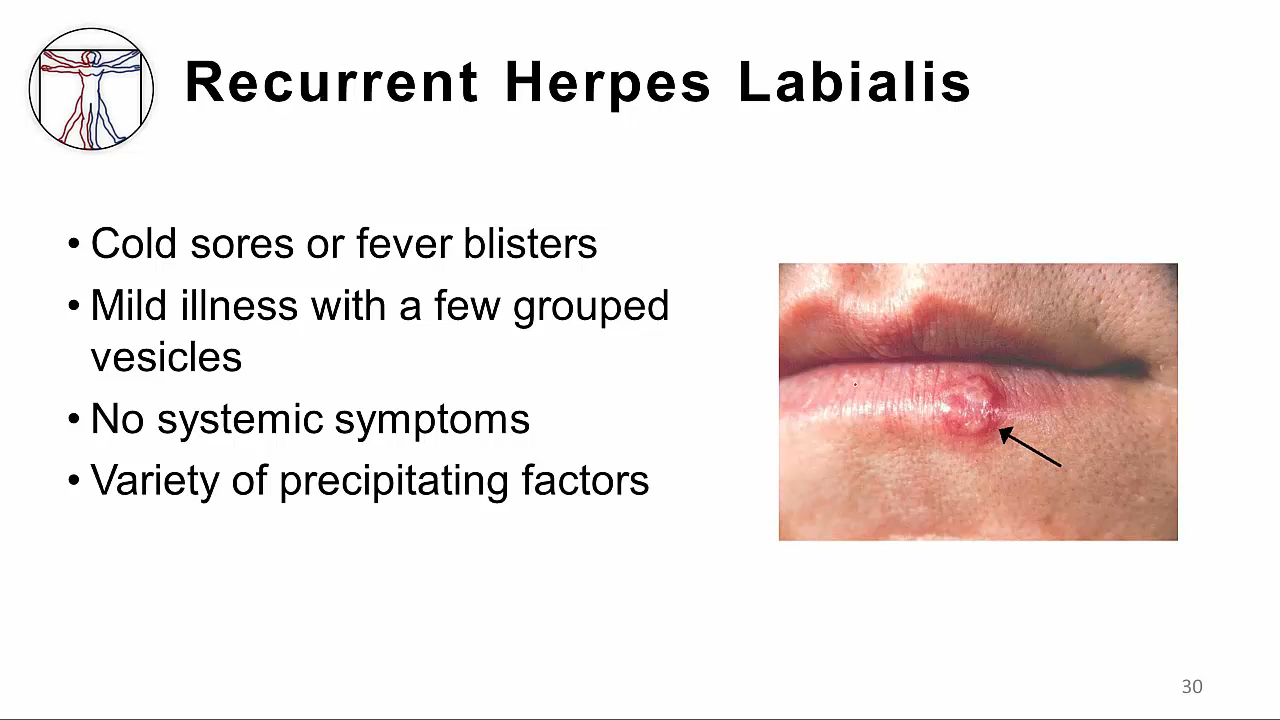 Recurrent Herpes Labialis
• Cold sores or fever blisters
• Mild illness with a few grouped
vesicles
• No systemic symptoms
• Variety of precipitating factors
30